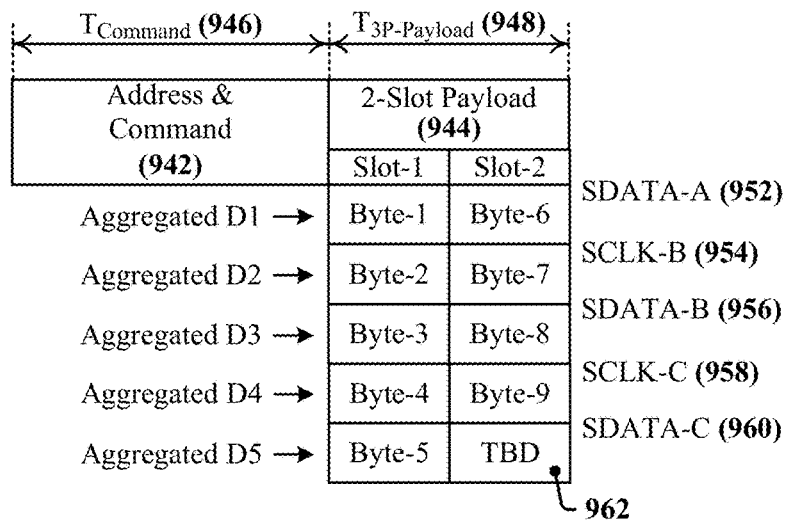 T_Command (946) T_3P-Payload (948)
Address & Command (942)
2-Slot Payload (944)
Slot-1 Slot-2
SDATA-A (952)
Aggregated D1 Byte-1 Byte-6
SCLK-B (954)
Aggregated D2 Byte-2 Byte-7
SDATA-B (956)
Aggregated D3 Byte-3 Byte-8
SCLK-C (958)
Aggregated D4 Byte-4 Byte-9
SDATA-C (960)
Aggregated D5 Byte-5 TBD
962